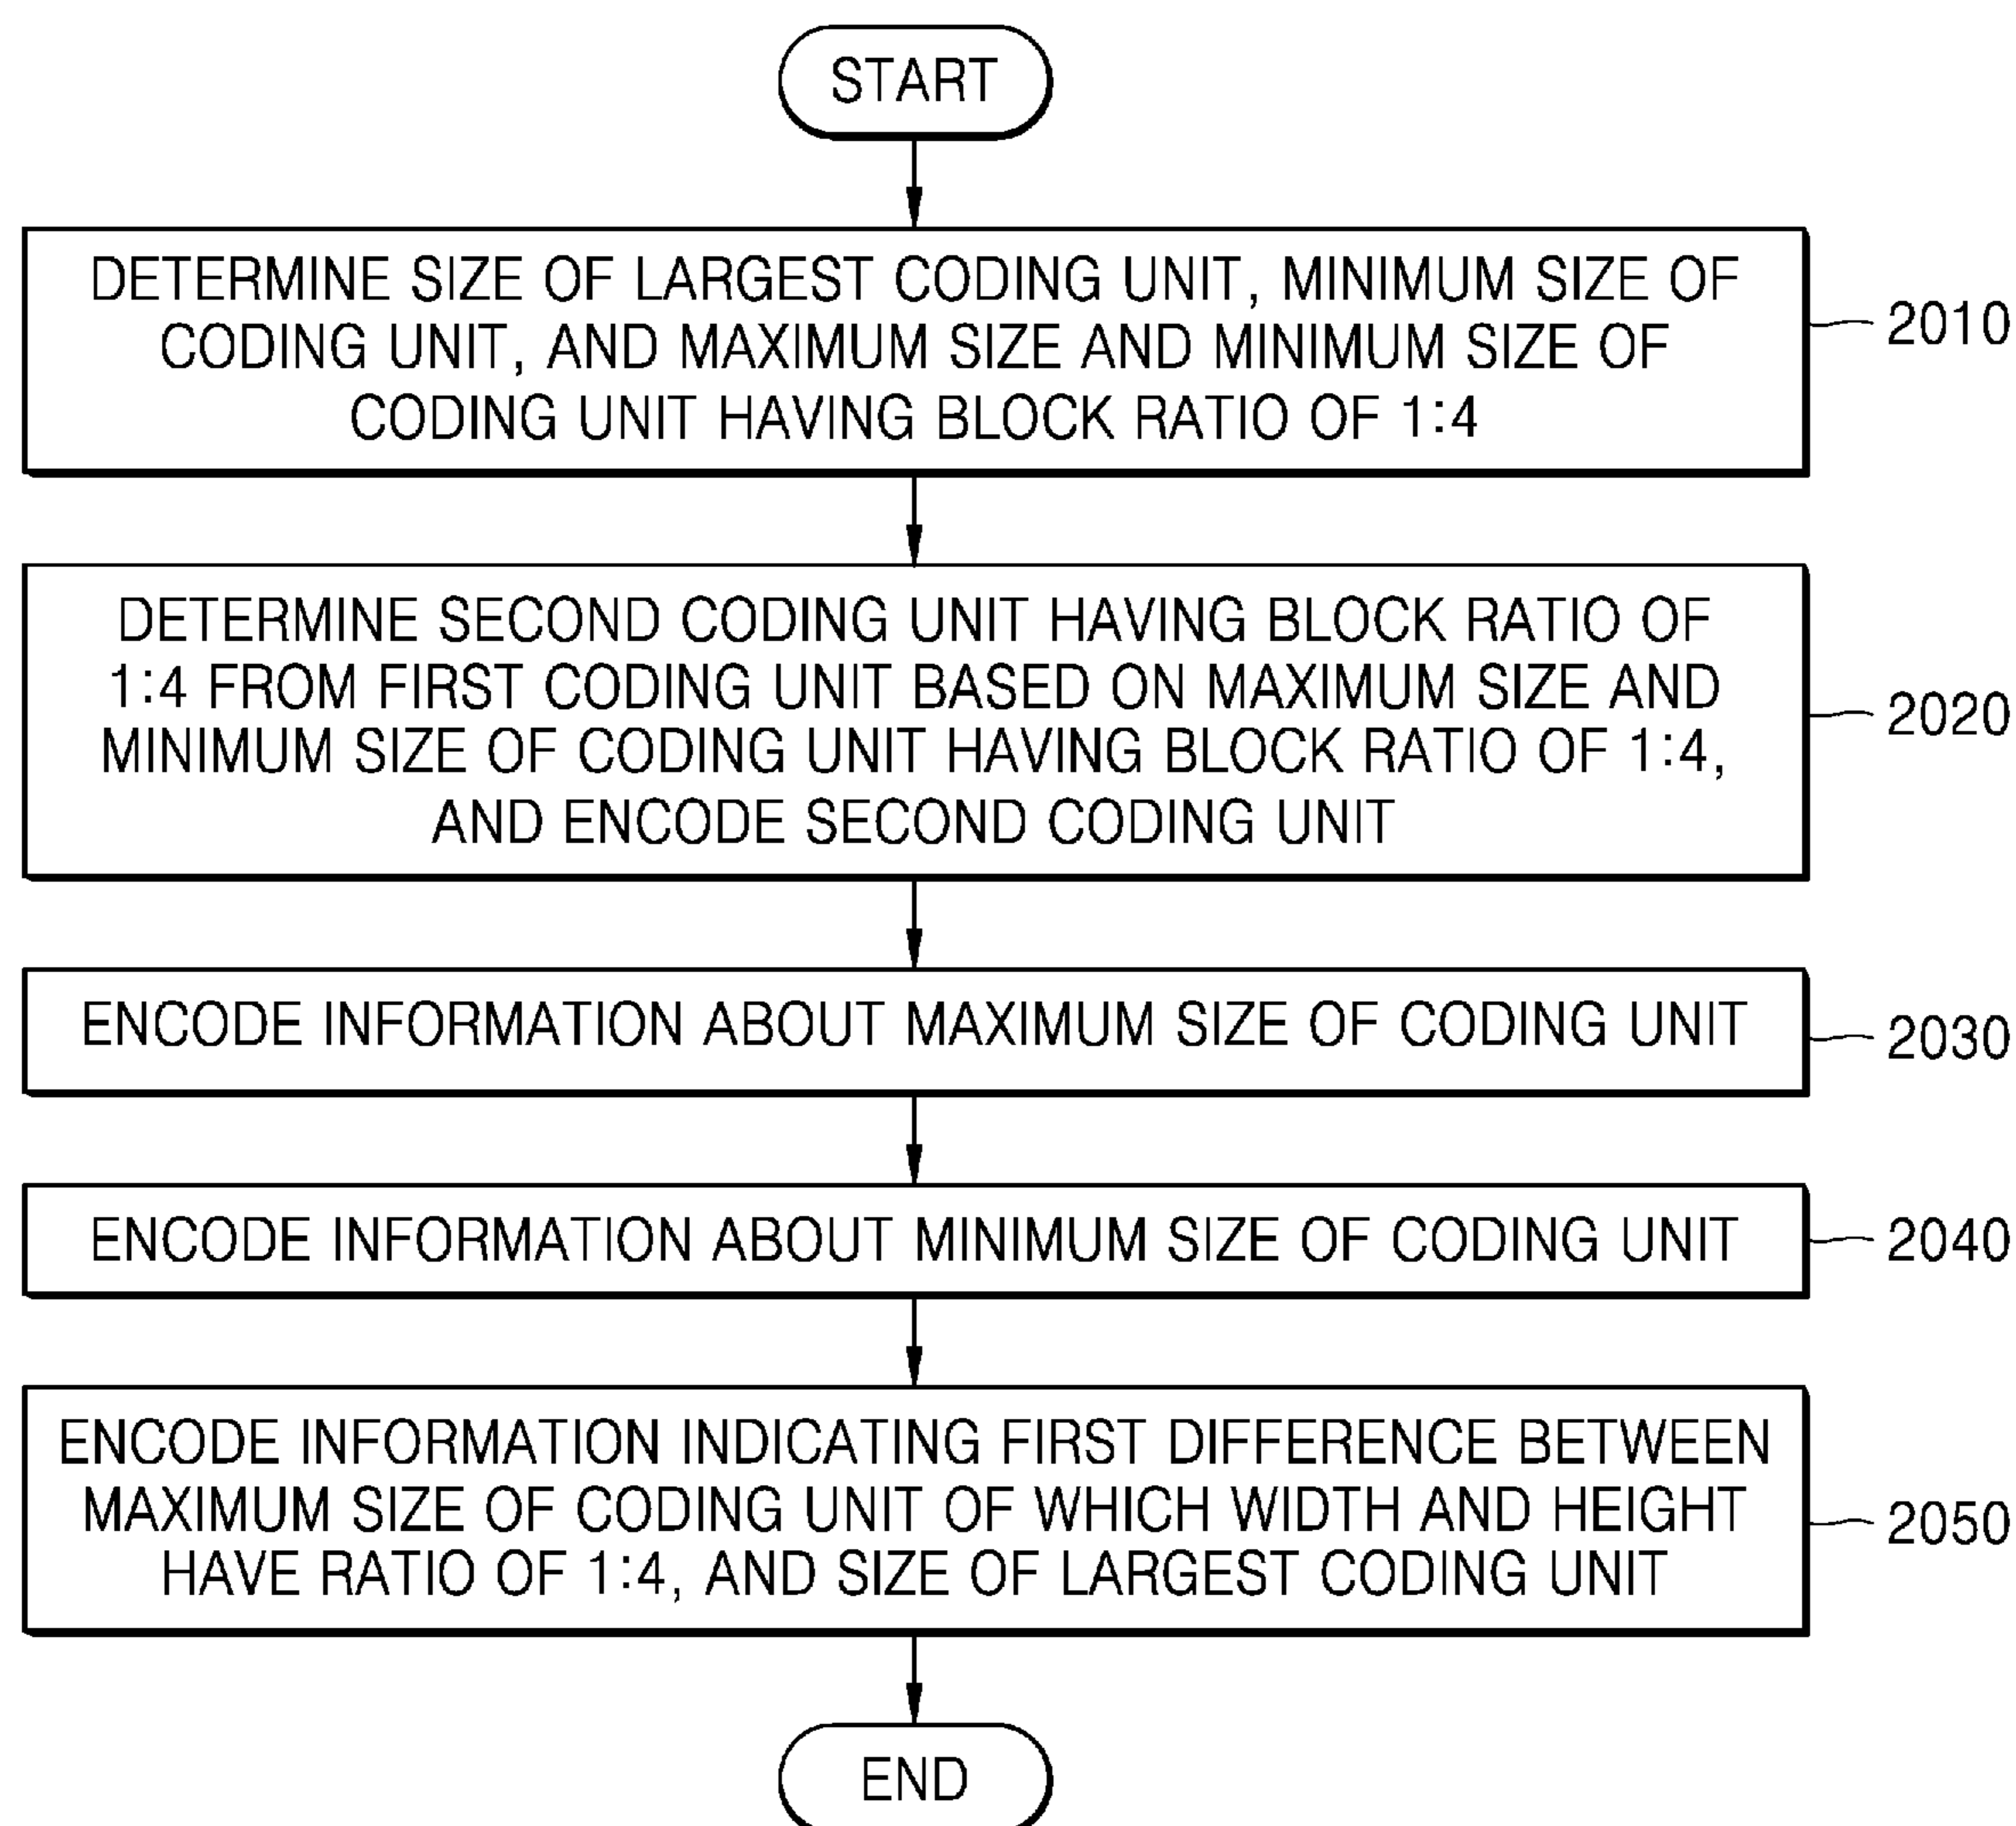 START
DETERMINE SIZE OF LARGEST CODING UNIT, MINIMUM SIZE OF
CODING UNIT, AND MAXIMUM SIZE AND MINIMUM SIZE OF
CODING UNIT HAVING BLOCK RATIO OF 1:4
2010
DETERMINE SECOND CODING UNIT HAVING BLOCK RATIO OF
1:4 FROM FIRST CODING UNIT BASED ON MAXIMUM SIZE AND
MINIMUM SIZE OF CODING UNIT HAVING BLOCK RATIO OF 1:4,
AND ENCODE SECOND CODING UNIT
2020
ENCODE INFORMATION ABOUT MAXIMUM SIZE OF CODING UNIT
2030
ENCODE INFORMATION ABOUT MINIMUM SIZE OF CODING UNIT
2040
ENCODE INFORMATION INDICATING FIRST DIFFERENCE BETWEEN
MAXIMUM SIZE OF CODING UNIT OF WHICH WIDTH AND HEIGHT
HAVE RATIO OF 1:4, AND SIZE OF LARGEST CODING UNIT
2050
END